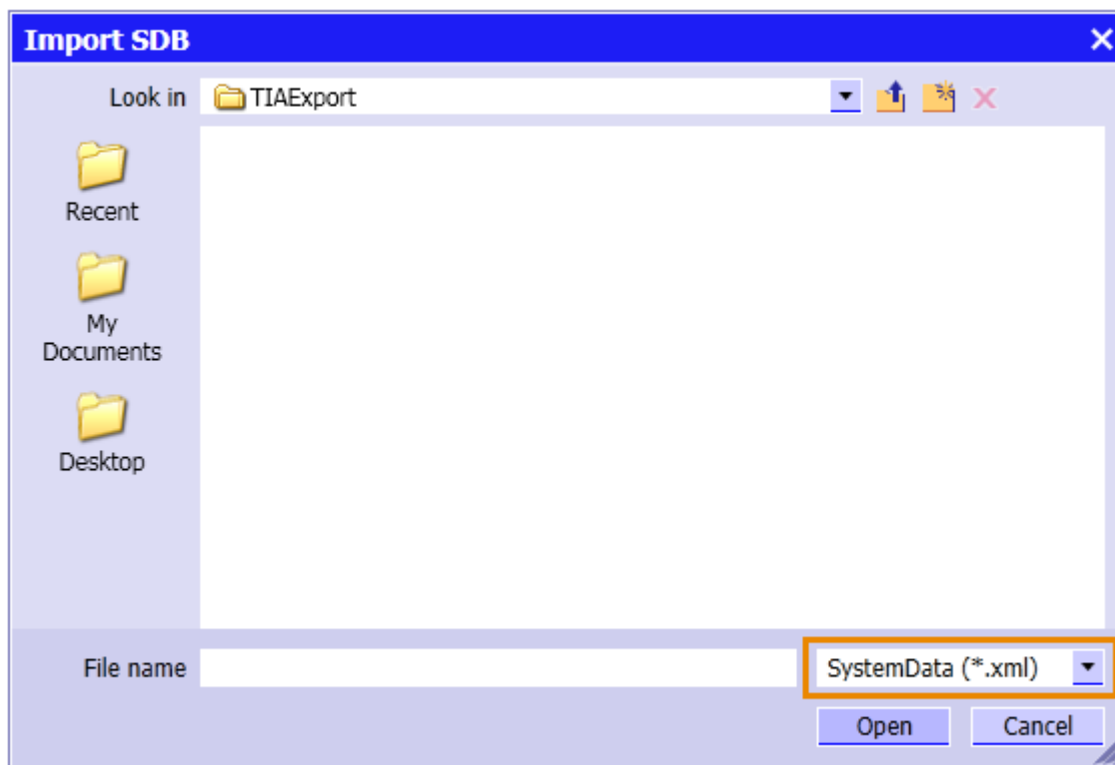 Import SDB
Look in
TIAExport
Recent
My
Documents
Desktop
File name
SystemData (*.xml)
Open
Cancel